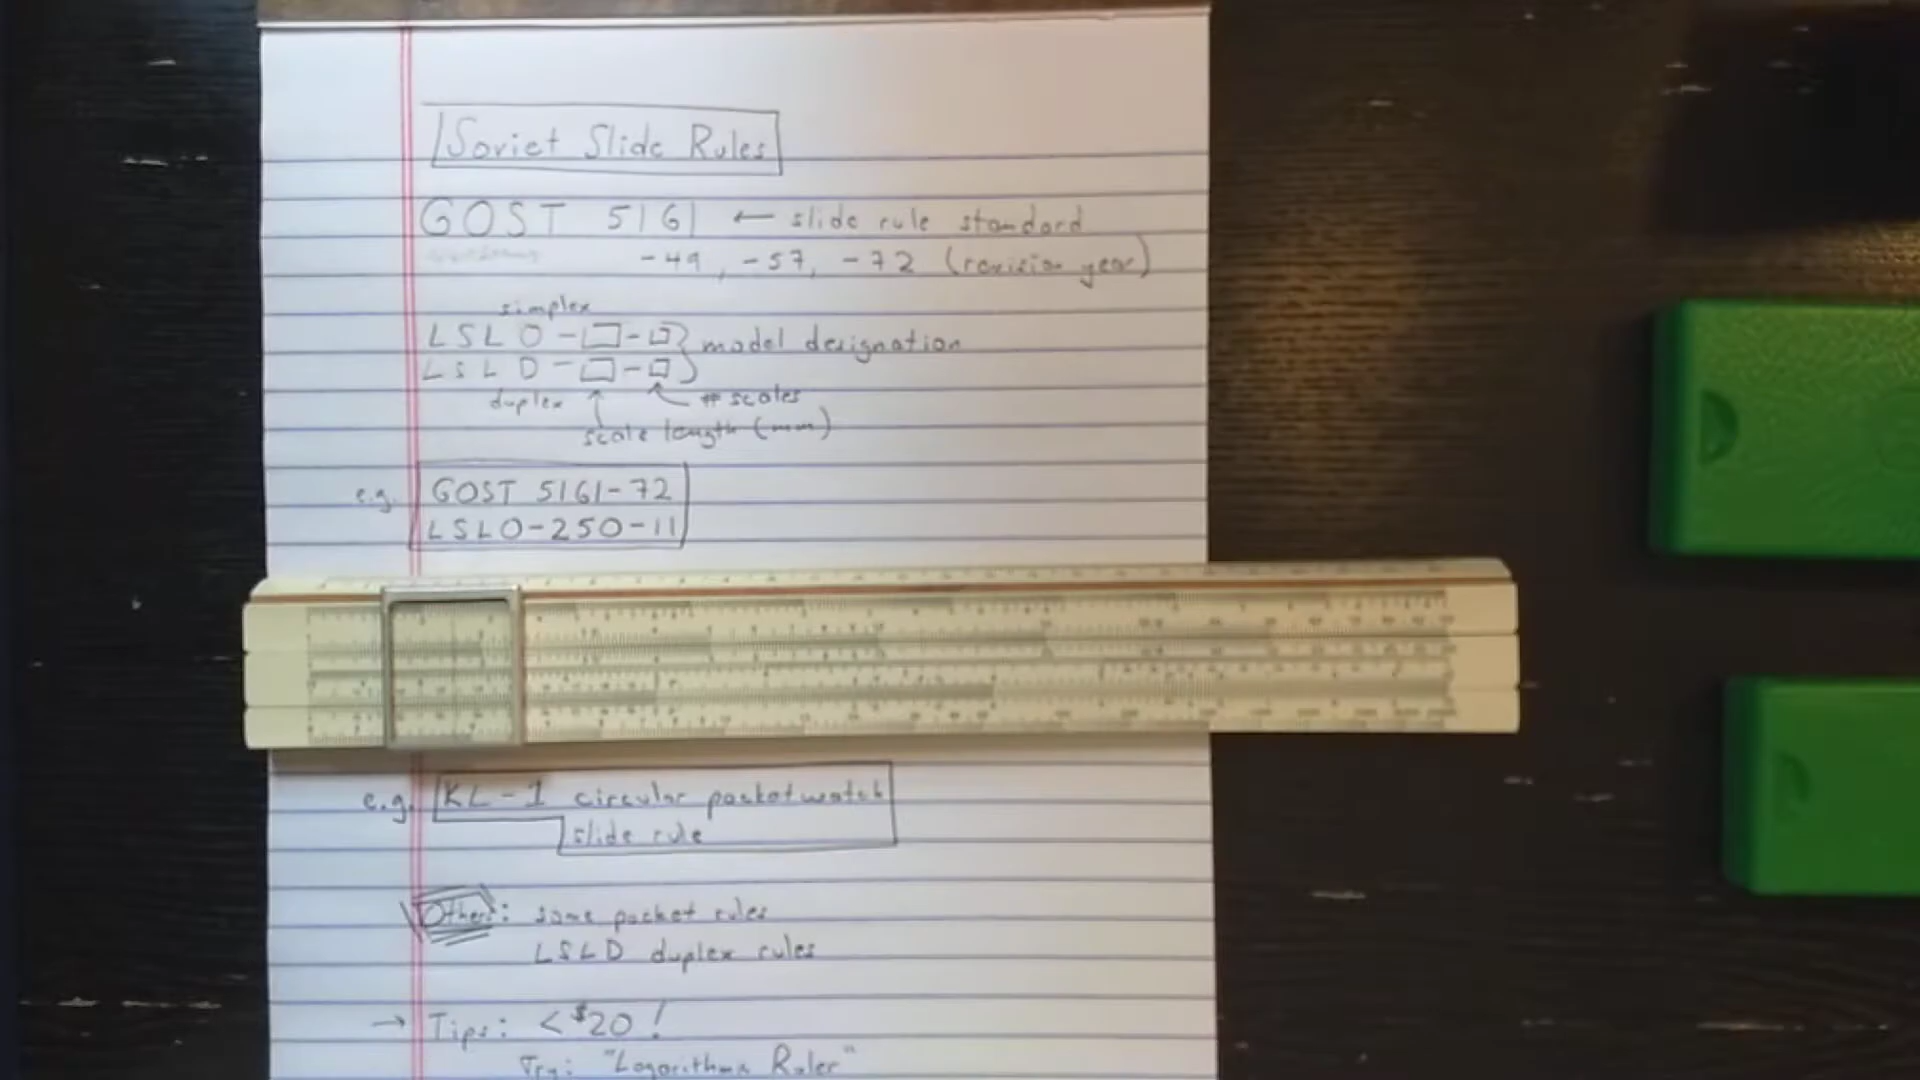 Soviet Slide Rules
GOST 5161 ← slide rule standard
-49, -57, -72 (revision year)
simplex
LSLO-□-□ } model designation
LSLD-□-□
duplex # scales
scale length (mm)
e.g. GOST 5161-72
LSLO-250-11
e.g. KL-1 circular pocketwatch
slide rule
Other: some pocket rules
LSLD duplex rules
→ Tips: <$20!
Try: "Logarithm Ruler"